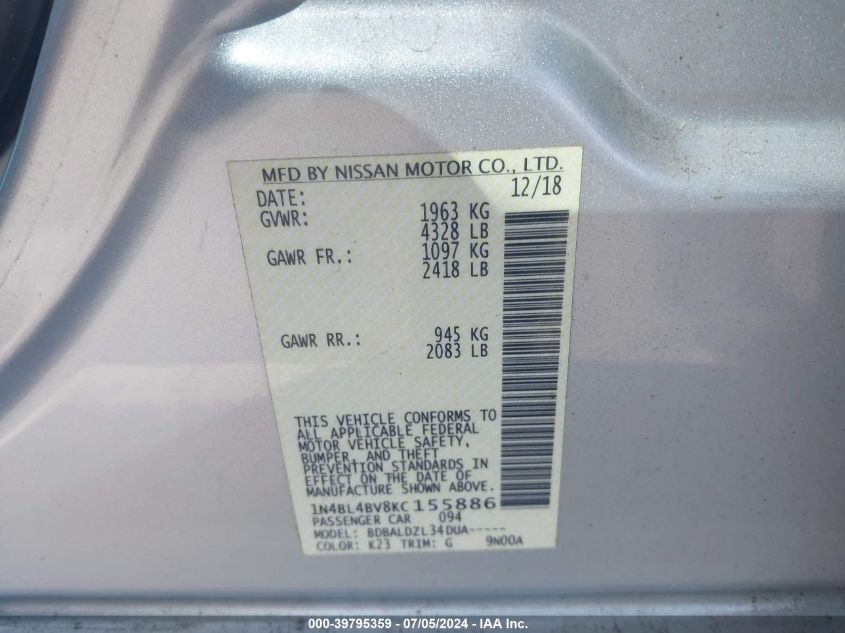 MFD BY NISSAN MOTOR CO., LTD.
DATE: 12/18
GVWR: 1963 KG
4328 LB
GAWR FR.: 1097 KG
2418 LB
GAWR RR.: 945 KG
2083 LB
THIS VEHICLE CONFORMS TO
ALL APPLICABLE FEDERAL
MOTOR VEHICLE SAFETY,
BUMPER, AND THEFT
PREVENTION STANDARDS IN
EFFECT ON THE DATE OF
MANUFACTURE SHOWN ABOVE.
1N4BL4BV8KC155886
PASSENGER CAR 094
MODEL: BDBALDZL34DUA-----
COLOR: K23 TRIM: G 9N00A
000-39795359 - 07/05/2024 - IAA Inc.